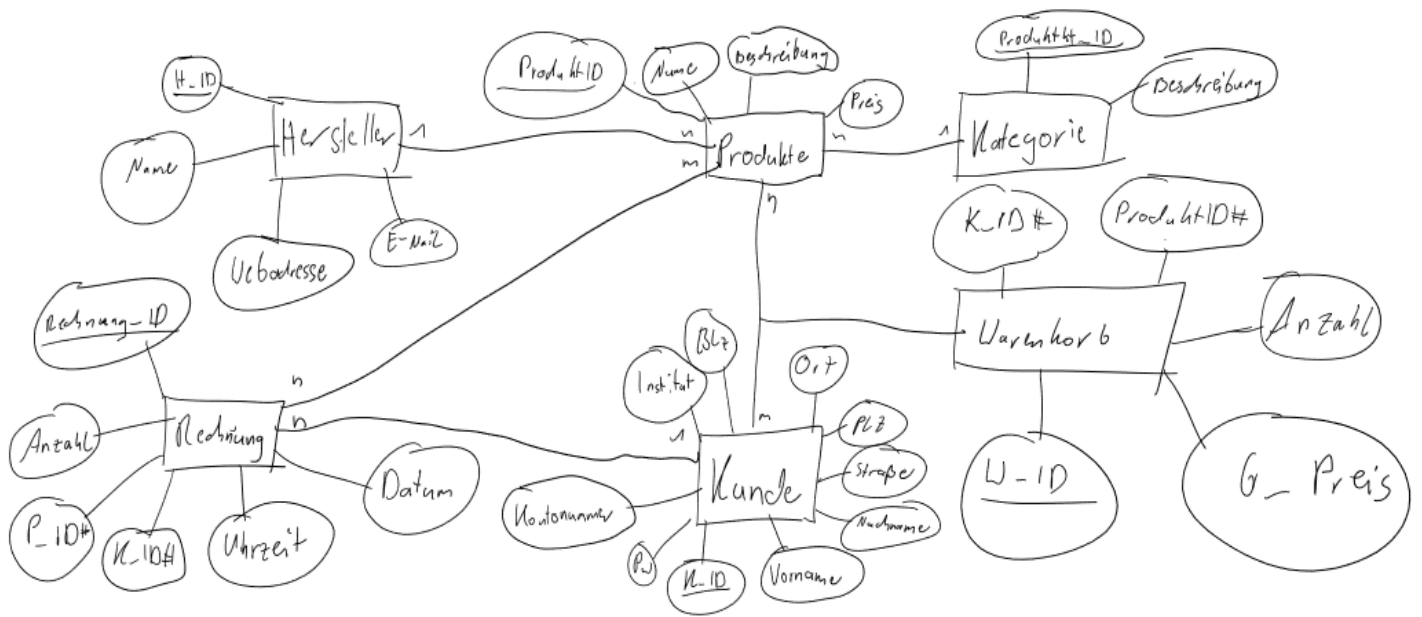 Produktkt_ID
Beschreibung
Name
ProduktID
H_ID
Beschreibung
Preis
Hersteller
1
n
Produkte
n
1
Kategorie
m
Name
n
K_ID#
ProduktID#
E-Mail
Webadresse
Rechnung_ID
BLZ
Warenkorb
Anzahl
Institut
Ort
n
m
PLZ
Anzahl
Rechnung
n
1
Kunde
Straße
Datum
W_ID
G_Preis
Kontonummer
Nachname
P_ID#
K_ID#
Uhrzeit
Pw
K_ID
Vorname